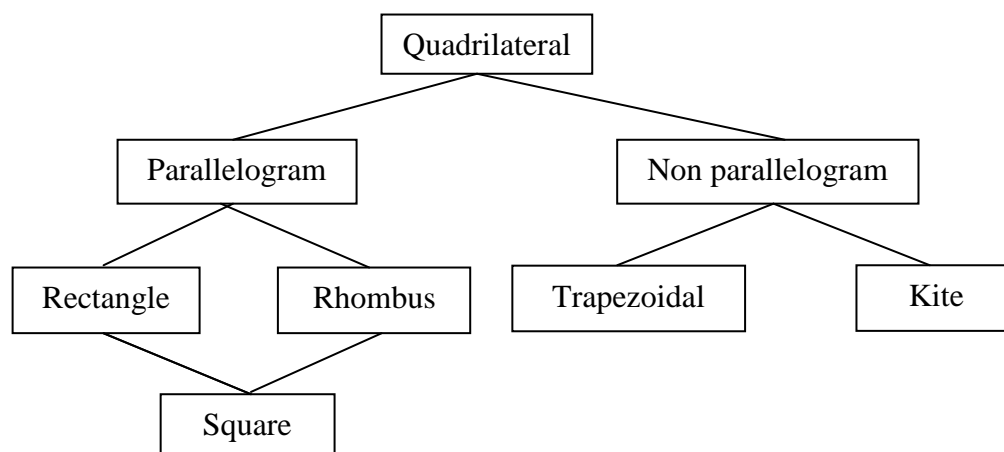 Quadrilateral
Parallelogram
Non parallelogram
Rectangle
Rhombus
Trapezoidal
Kite
Square